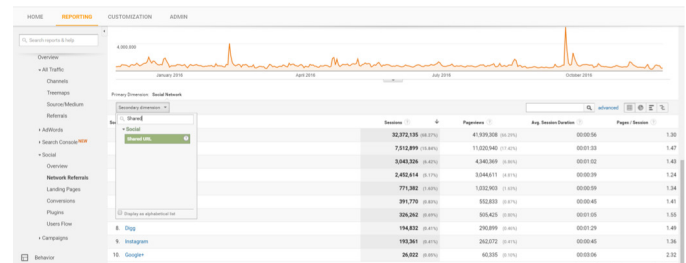 HOME REPORTING CUSTOMIZATION ADMIN
Search reports & help
Overview
All Traffic
Channels
Treemaps
Source/Medium
Referrals
AdWords
Search Console NEW
Social
Overview
Network Referrals
Landing Pages
Conversions
Plugins
Users Flow
Campaigns
Behavior
4,000,000
January 2016 April 2016 July 2016 October 2016
Primary Dimension: Social Network
Secondary dimension
advanced
Shared
Social
Shared URL
Display as alphabetical list
Sessions Pageviews Avg. Session Duration Pages / Session
32,372,135 41,939,308 00:00:56 1.30
7,512,899 11,020,940 00:01:33 1.47
3,043,326 4,340,369 00:01:02 1.43
2,452,614 3,044,611 00:00:39 1.24
771,382 1,032,903 00:00:59 1.34
391,770 552,833 00:00:45 1.41
326,262 505,425 00:01:05 1.55
8. Digg 194,832 290,899 00:01:29 1.49
9. Instagram 193,361 262,072 00:00:45 1.36
10. Google+ 26,022 60,335 00:03:06 2.32